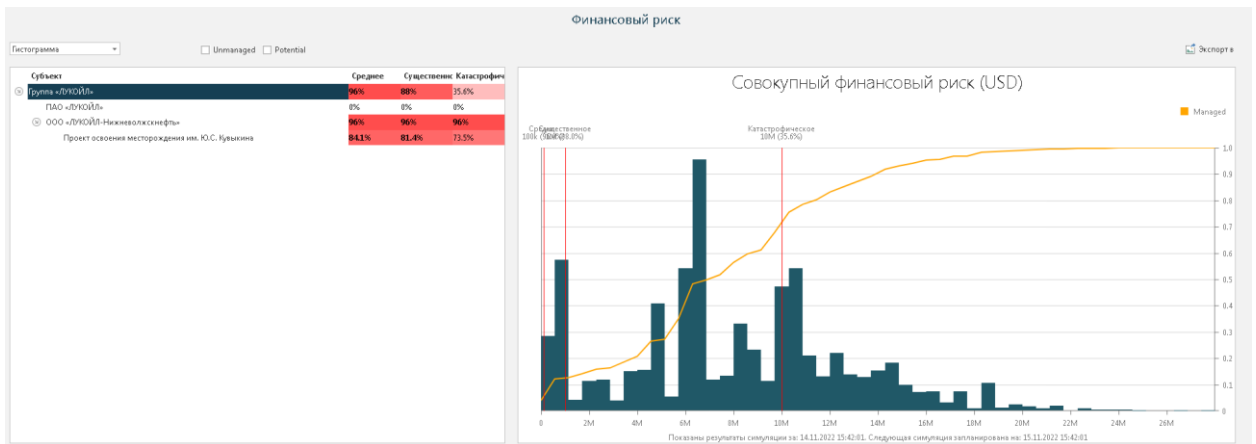 Финансовый риск
Гистограмма
Unmanaged
Potential
Экспорт в
Субъект Среднее Существеннс Катастрофич
Группа «ЛУКОЙЛ» 96% 88% 35.6%
ПАО «ЛУКОЙЛ» 0% 0% 0%
ООО «ЛУКОЙЛ-Нижневолжскнефть» 96% 96% 96%
Проект освоения месторождения им. Ю.С. Кувыкина 84.1% 81.4% 73.5%
Совокупный финансовый риск (USD)
Managed
Катастрофическое
10M (35.6%)
1.0
0.9
0.8
0.7
0.6
0.5
0.4
0.3
0.2
0.1
0
0 2M 4M 6M 8M 10M 12M 14M 16M 18M 20M 22M 24M 26M
Показаны результаты симуляции за: 14.11.2022 15:42:01. Следующая симуляция запланирована на: 15.11.2022 15:42:01